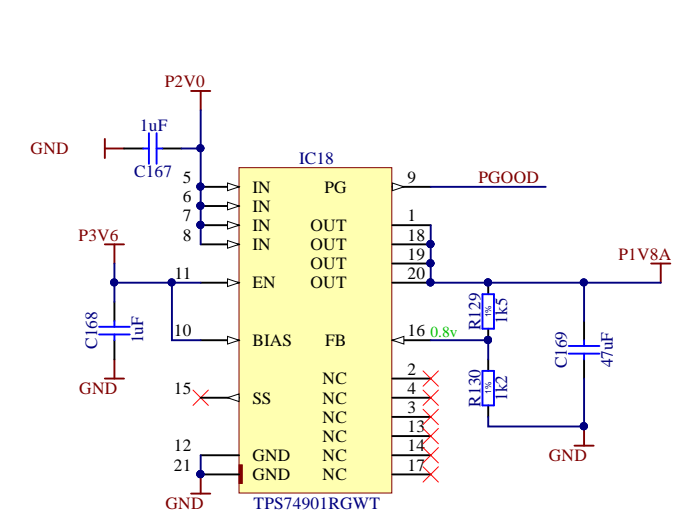 P2V0
1uF
GND
C167
IC18
5 IN PG 9 PGOOD
6 IN
7 IN OUT 1
8 IN OUT 18
OUT 19
P3V6
P1V8A
11 EN OUT 20
R129 1% 1k5
C168 1uF
10 BIAS FB 16 0.8v
C169 47uF
GND
NC 2
R130 1% 1k2
15 SS NC 4
NC 3
NC 13
12 GND NC 14
GND
21 GND NC 17
GND
TPS74901RGWT